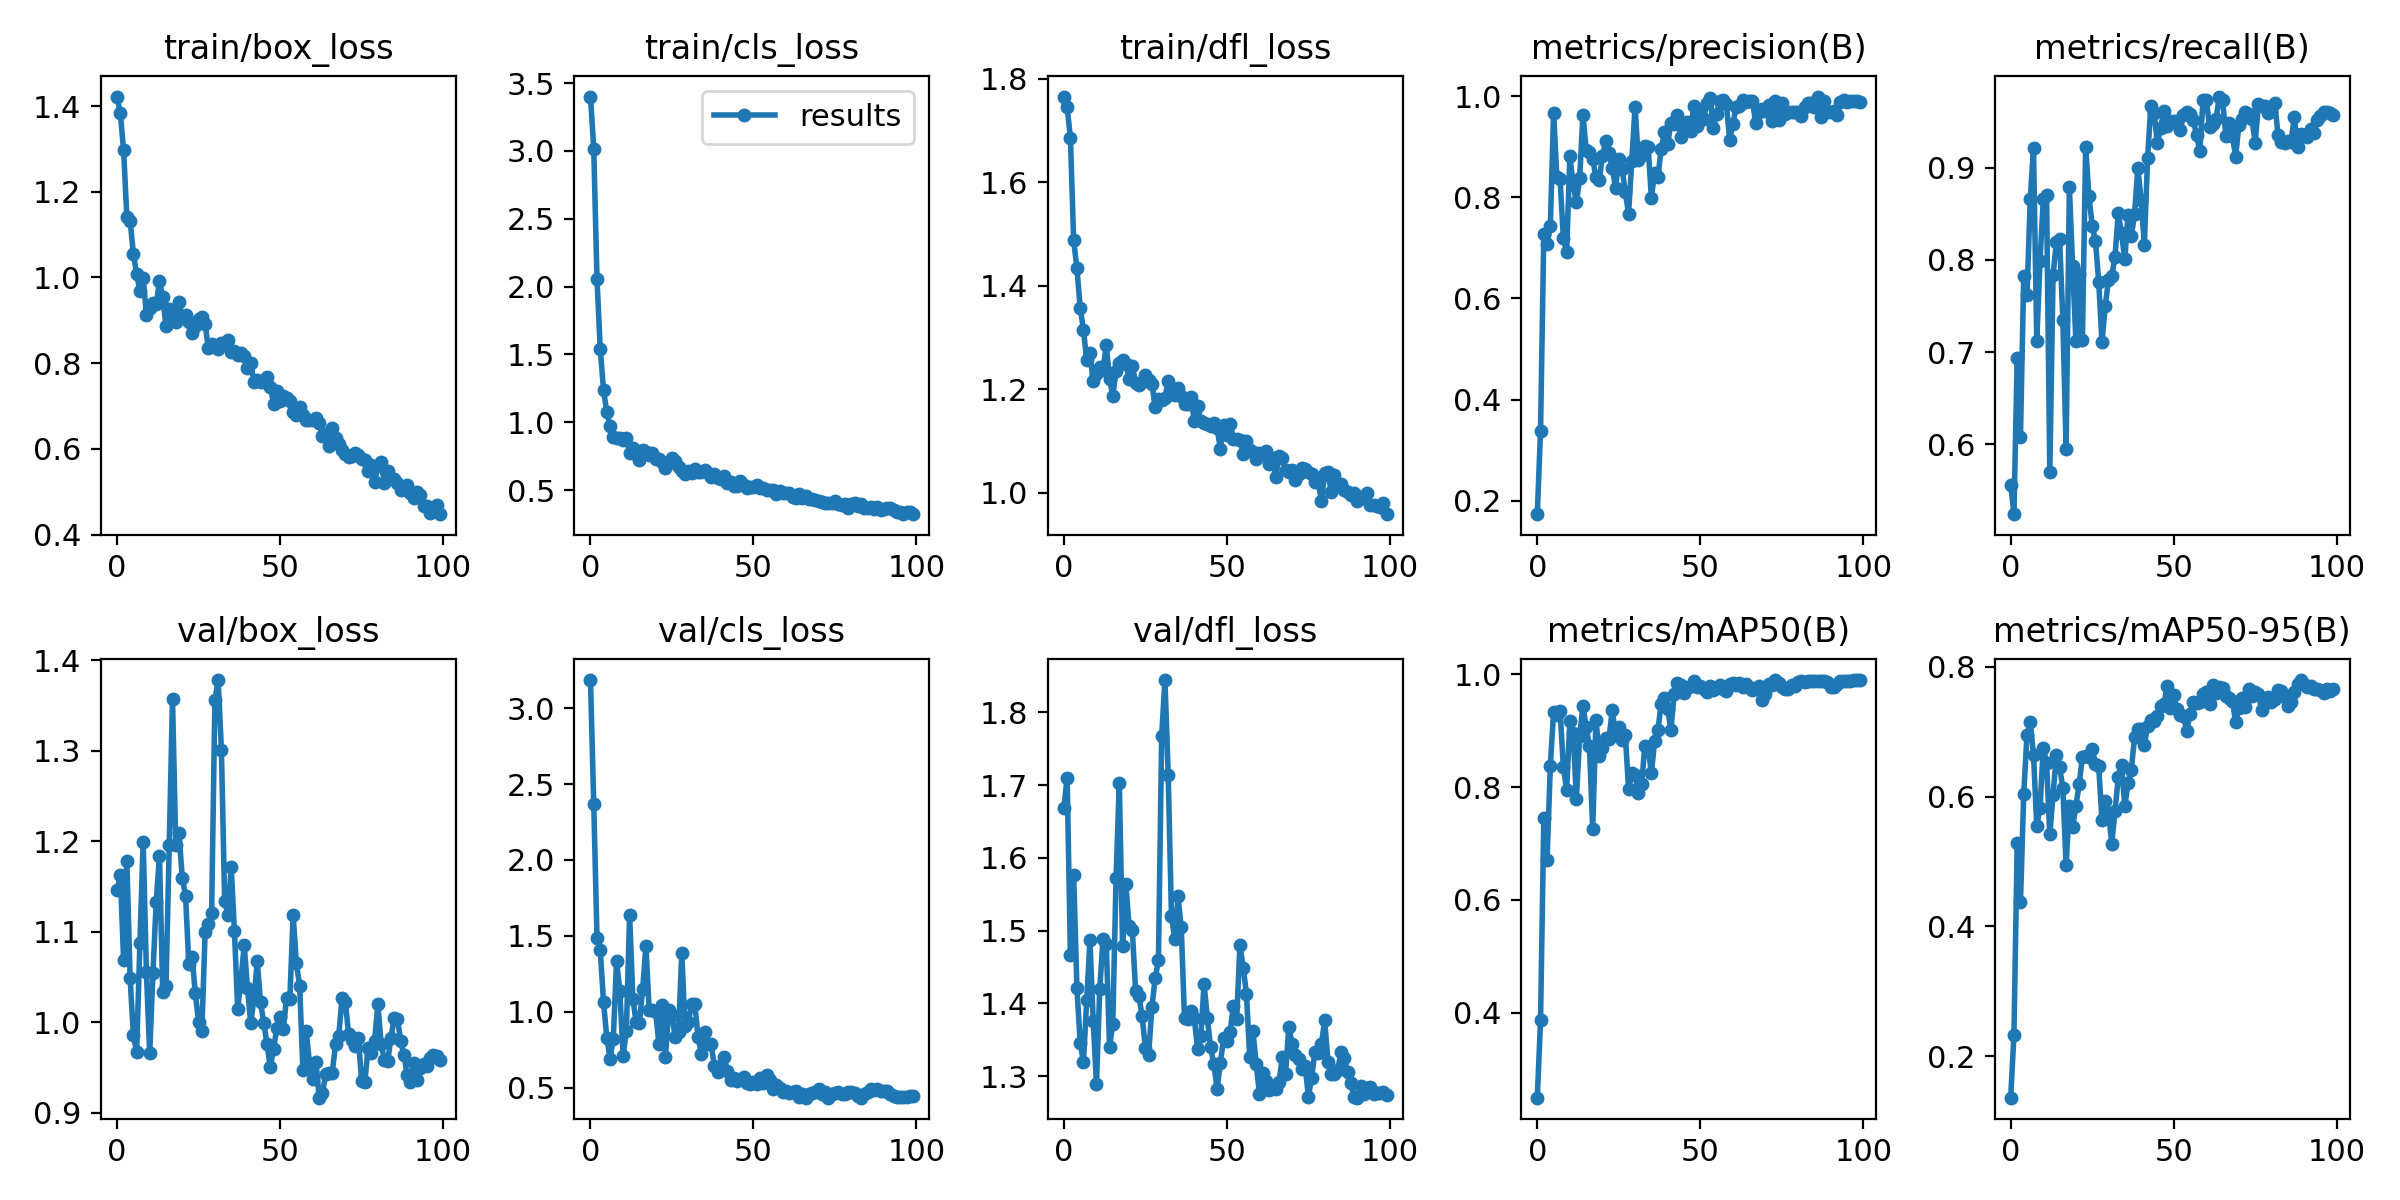 train/box_loss
1.4
1.2
1.0
0.8
0.6
0.4
0 50 100
train/cls_loss
results
3.5
3.0
2.5
2.0
1.5
1.0
0.5
0 50 100
train/dfl_loss
1.8
1.6
1.4
1.2
1.0
0 50 100
metrics/precision(B)
1.0
0.8
0.6
0.4
0.2
0 50 100
metrics/recall(B)
0.9
0.8
0.7
0.6
0 50 100
val/box_loss
1.4
1.3
1.2
1.1
1.0
0.9
0 50 100
val/cls_loss
3.0
2.5
2.0
1.5
1.0
0.5
0 50 100
val/dfl_loss
1.8
1.7
1.6
1.5
1.4
1.3
0 50 100
metrics/mAP50(B)
1.0
0.8
0.6
0.4
0 50 100
metrics/mAP50-95(B)
0.8
0.6
0.4
0.2
0 50 100